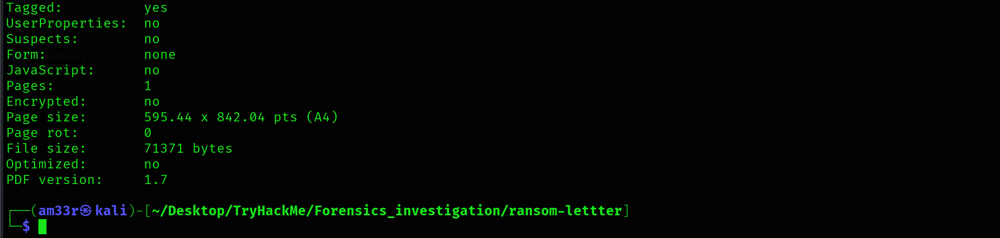 Tagged:          yes
UserProperties:  no
Suspects:        no
Form:            none
JavaScript:      no
Pages:           1
Encrypted:       no
Page size:       595.44 x 842.04 pts (A4)
Page rot:        0
File size:       71371 bytes
Optimized:       no
PDF version:     1.7
┌──(am33r㉿kali)-[~/Desktop/TryHackMe/Forensics_investigation/ransom-lettter]
└─$